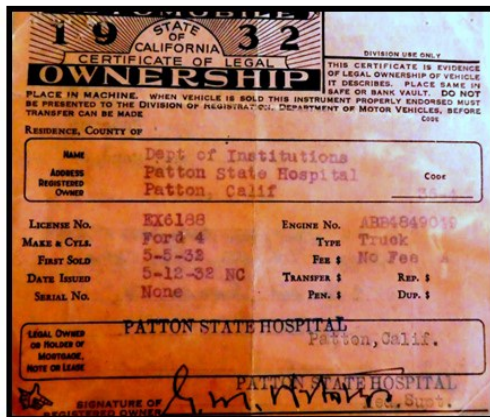 AUTOMOBILE
1932
STATE
OF
CALIFORNIA
CERTIFICATE OF LEGAL
OWNERSHIP
DIVISION USE ONLY
THIS CERTIFICATE IS EVIDENCE
OF LEGAL OWNERSHIP OF VEHICLE
IT DESCRIBES. PLACE SAME IN
SAFE OR BANK VAULT. DO NOT
PLACE IN MACHINE. WHEN VEHICLE IS SOLD THIS INSTRUMENT PROPERLY ENDORSED MUST
BE PRESENTED TO THE DIVISION OF REGISTRATION, DEPARTMENT OF MOTOR VEHICLES, BEFORE
TRANSFER CAN BE MADE
CODE
RESIDENCE, COUNTY OF
NAME Dept of Institutions
ADDRESS Patton State Hospital CODE
REGISTERED OWNER Patton, Calif
LICENSE No. EX6188 ENGINE No. ABB4849049
MAKE & CYLS. Ford 4 TYPE Truck
FIRST SOLD 5-5-32 FEE $ No Fee
DATE ISSUED 5-12-32 NC TRANSFER $ REP. $
SERIAL No. None PEN. $ DUP. $
LEGAL OWNER
OR HOLDER OF
MORTGAGE,
NOTE OR LEASE
PATTON STATE HOSPITAL
Patton, Calif.
PATTON STATE HOSPITAL
SIGNATURE OF
REGISTERED OWNER G. M. Med. Supt.